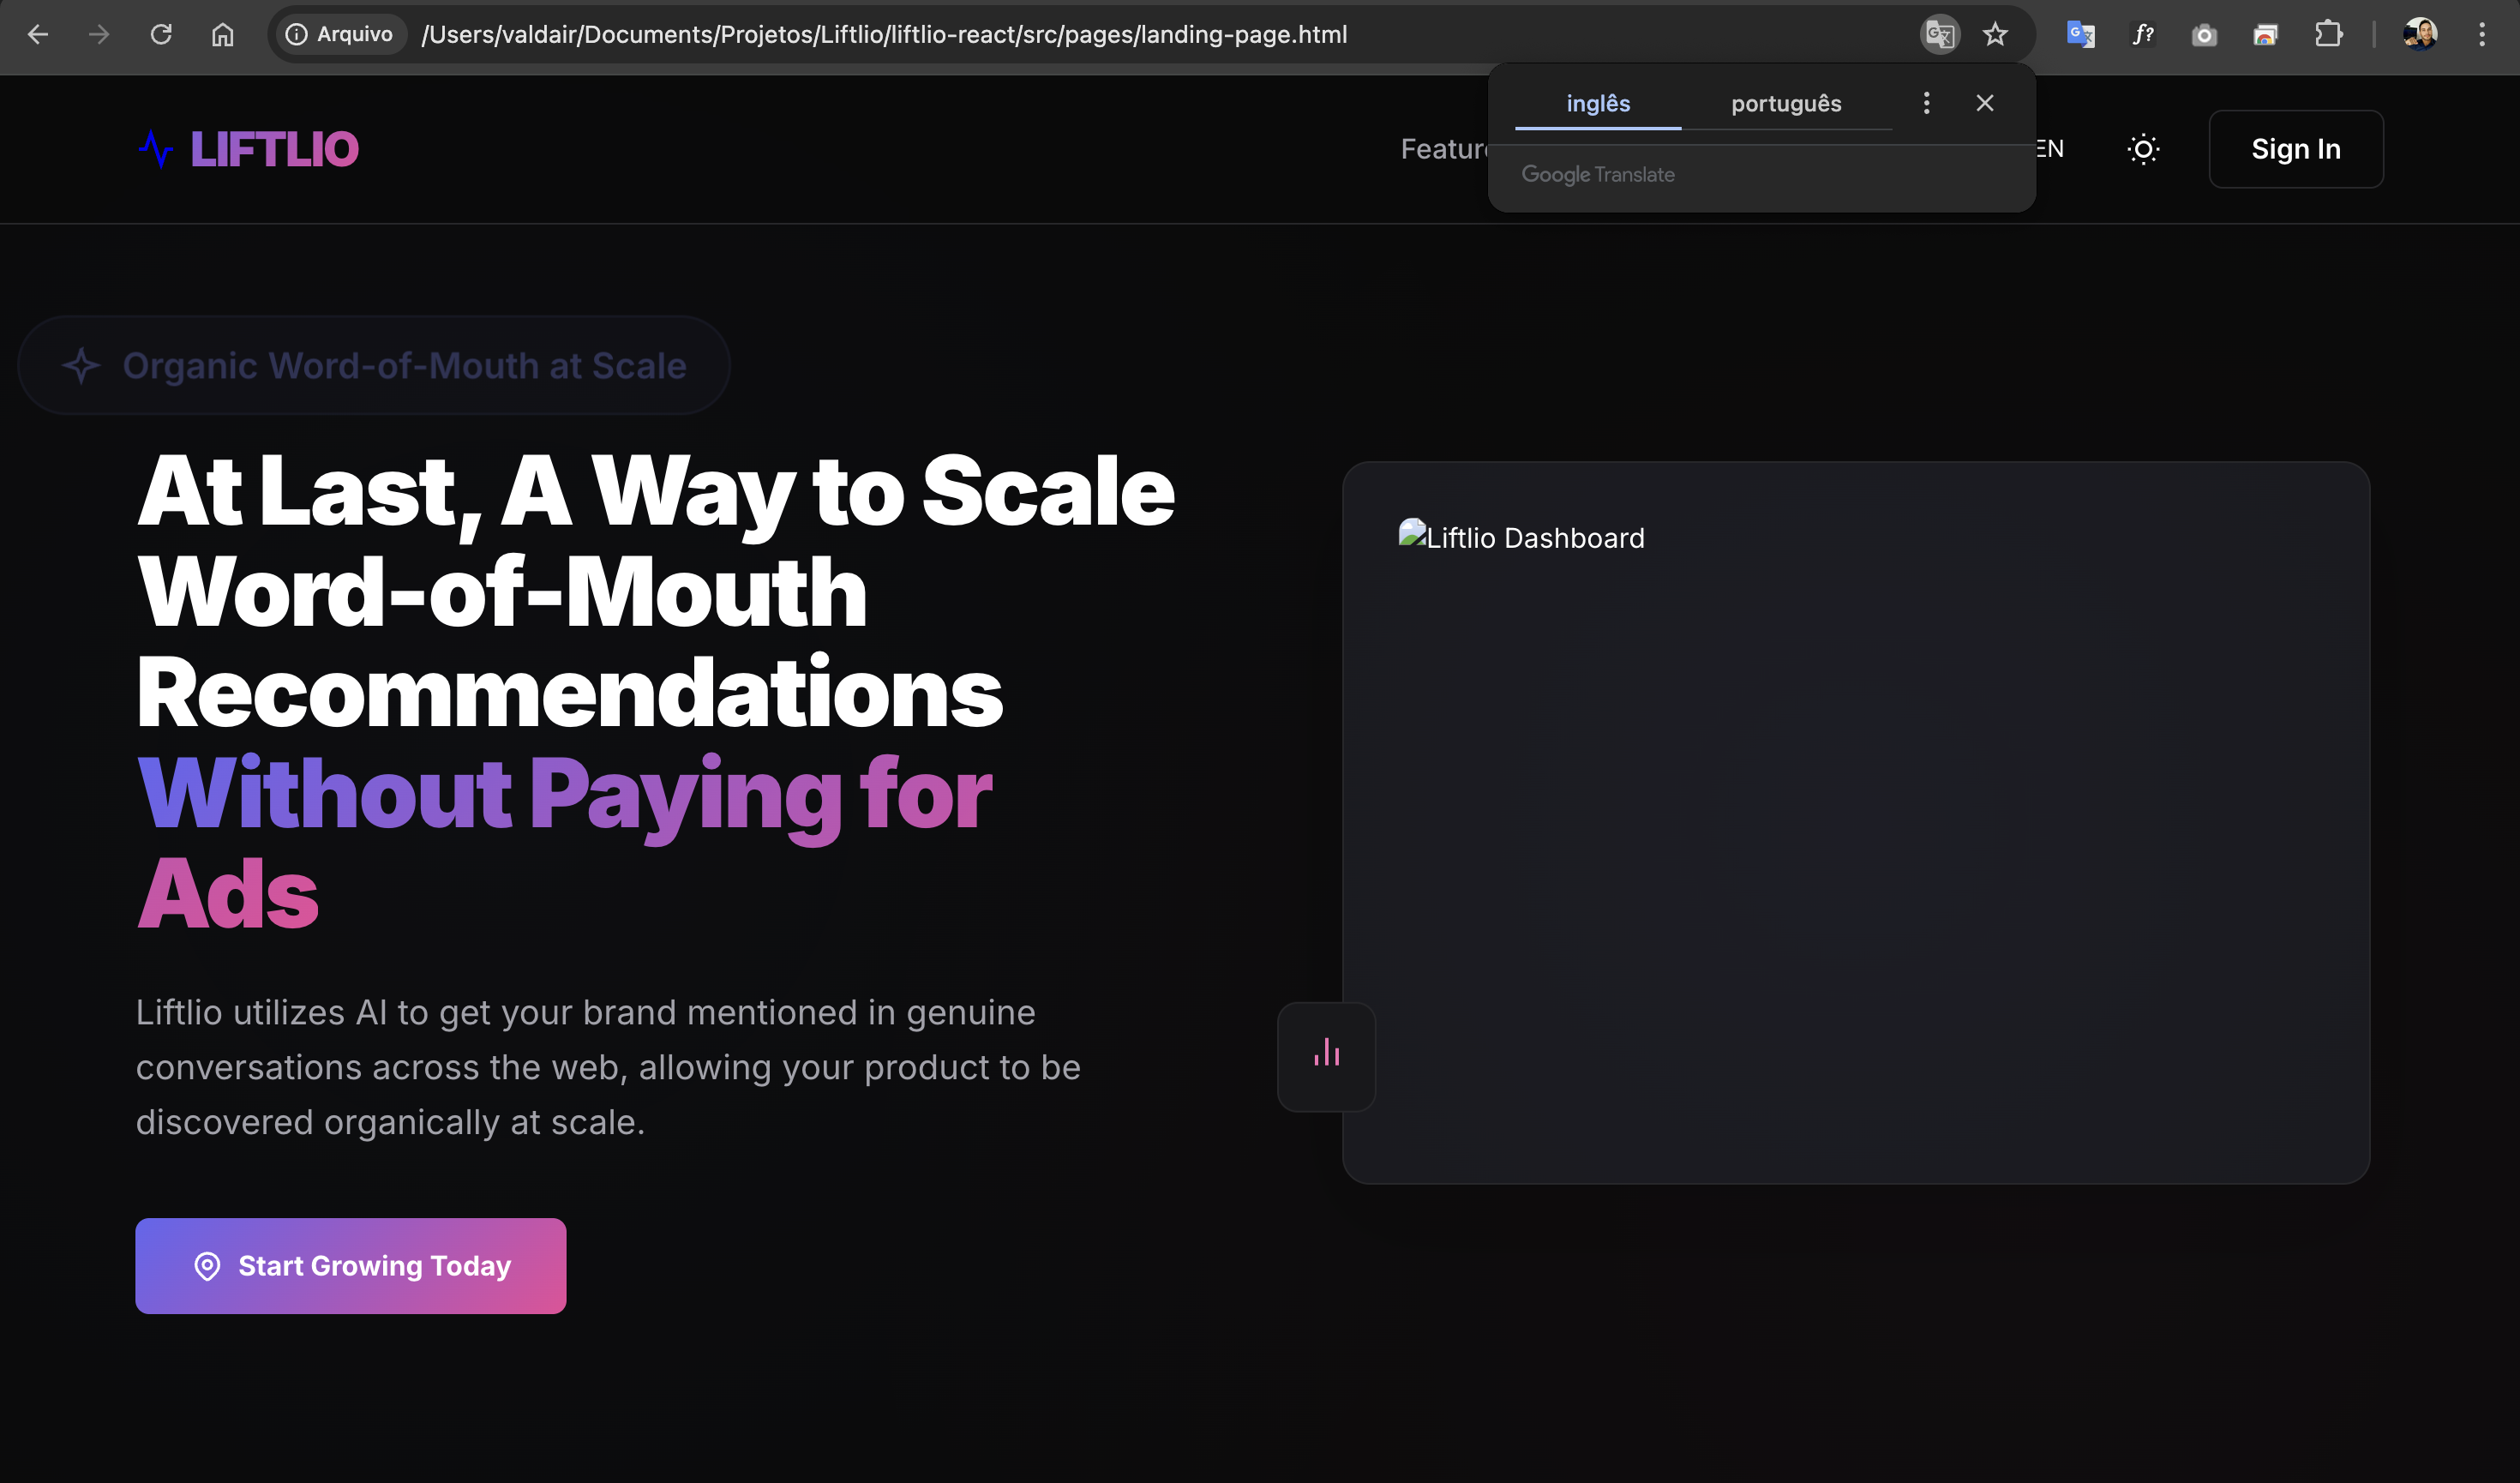 Arquivo
/Users/valdair/Documents/Projetos/Liftlio/liftlio-react/src/pages/landing-page.html
f?
inglês
português
Google Translate
LIFTLIO
EN
Sign In
Organic Word-of-Mouth at Scale
At Last, A Way to Scale
Word-of-Mouth
Recommendations
Without Paying for
Ads
Liftlio Dashboard
Liftlio utilizes AI to get your brand mentioned in genuine
conversations across the web, allowing your product to be
discovered organically at scale.
Start Growing Today